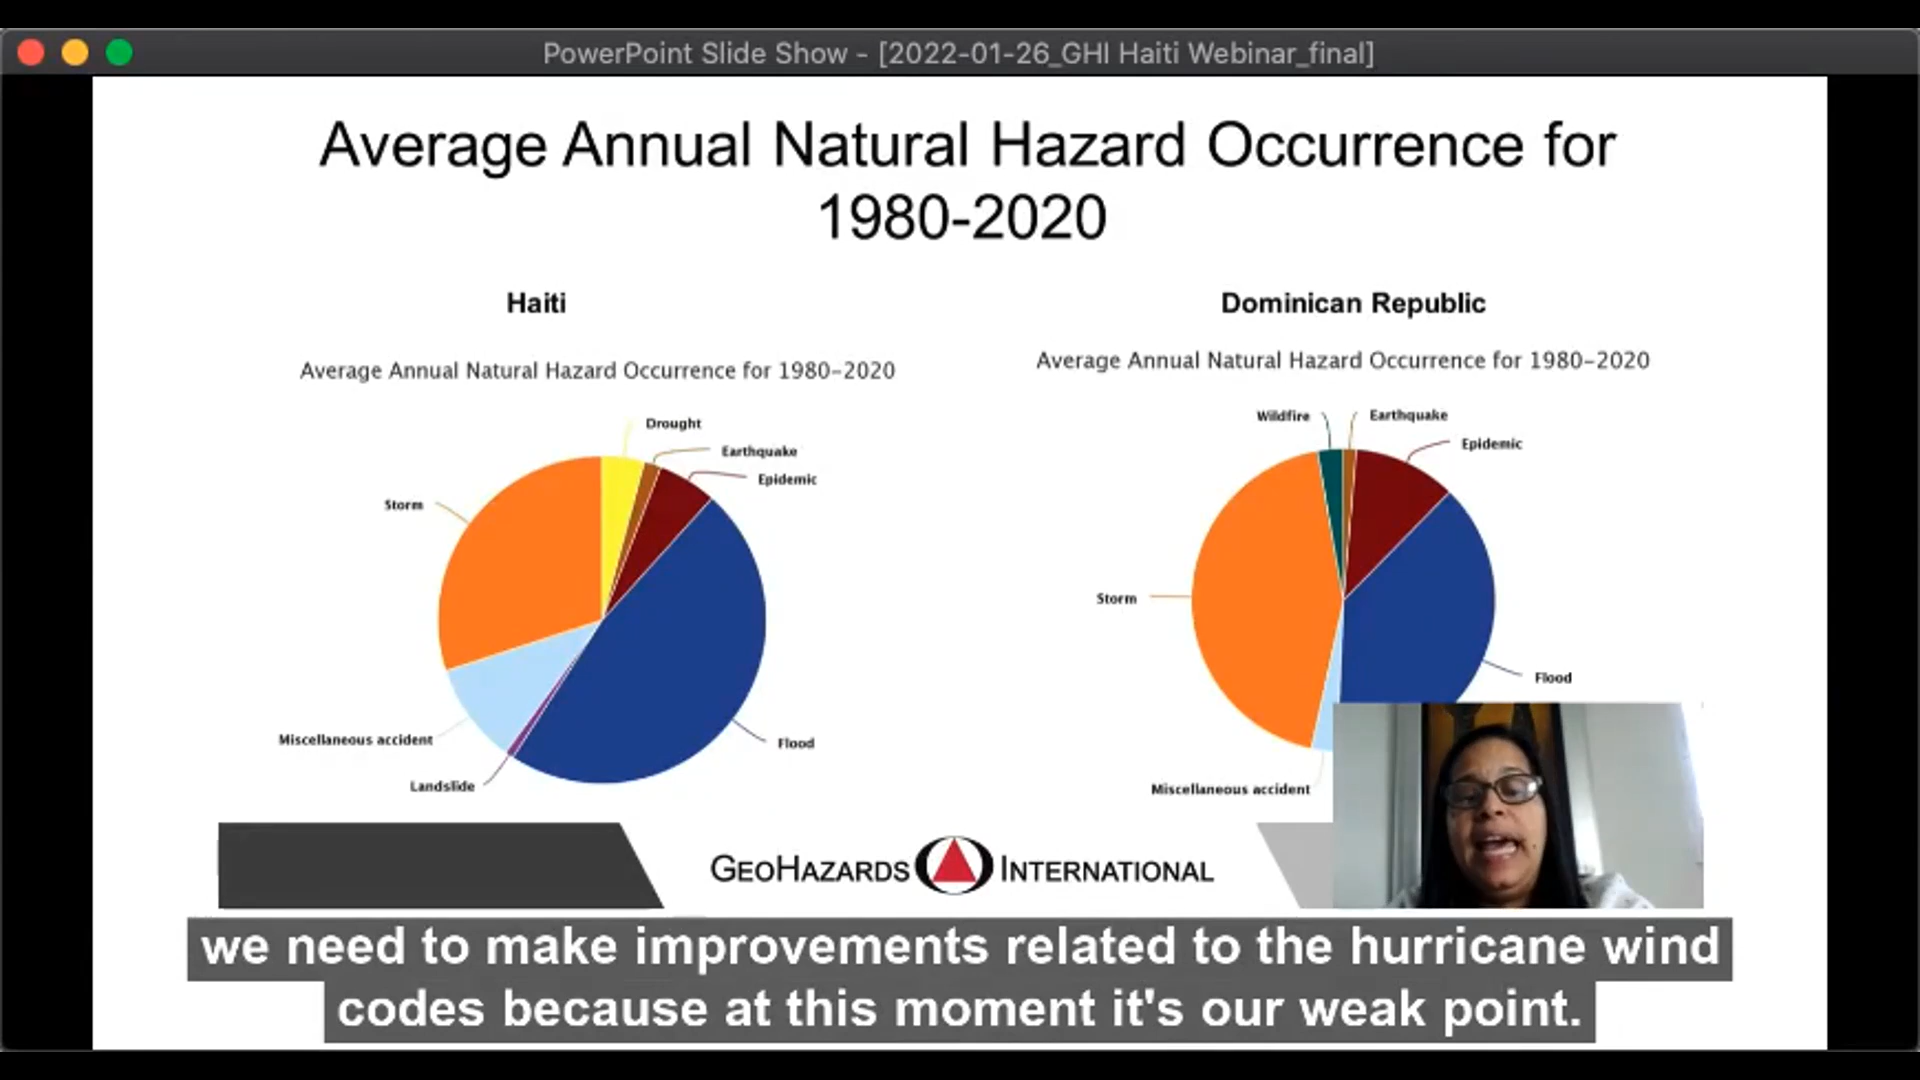 PowerPoint Slide Show - [2022-01-26_GHI Haiti Webinar_final]
Average Annual Natural Hazard Occurrence for
1980-2020
Haiti
Average Annual Natural Hazard Occurrence for 1980-2020
Drought
Earthquake
Epidemic
Storm
Miscellaneous accident
Landslide
Flood
Dominican Republic
Average Annual Natural Hazard Occurrence for 1980-2020
Wildfire
Earthquake
Epidemic
Storm
Flood
Miscellaneous accident
GEOHAZARDS INTERNATIONAL
we need to make improvements related to the hurricane wind
codes because at this moment it's our weak point.